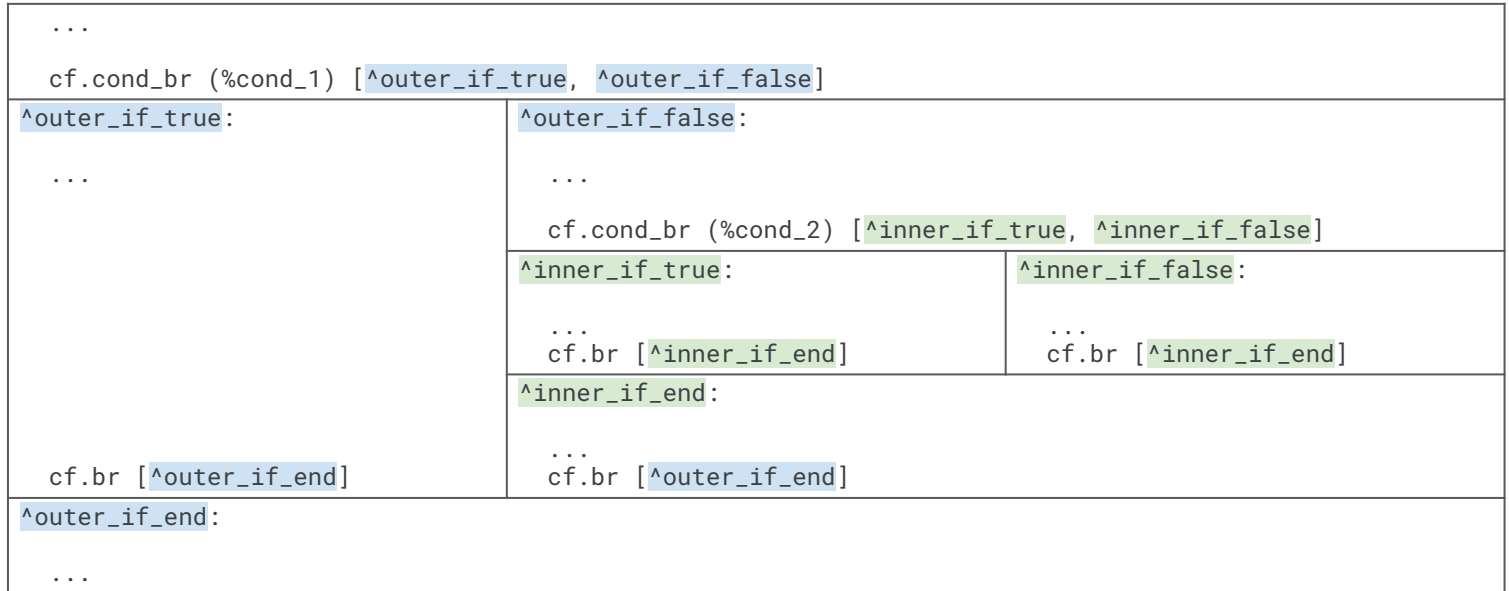 ...
cf.cond_br (%cond_1) [^outer_if_true, ^outer_if_false]
^outer_if_true:
...
cf.br [^outer_if_end]
^outer_if_false:
...
cf.cond_br (%cond_2) [^inner_if_true, ^inner_if_false]
^inner_if_true:
...
cf.br [^inner_if_end]
^inner_if_false:
...
cf.br [^inner_if_end]
^inner_if_end:
...
cf.br [^outer_if_end]
^outer_if_end:
...